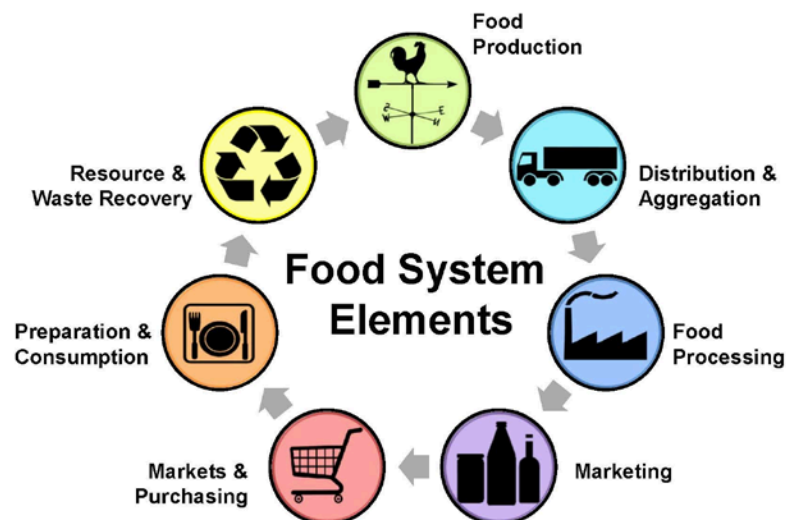 Food
Production
Distribution &
Aggregation
Food
Processing
Marketing
Markets &
Purchasing
Preparation &
Consumption
Resource &
Waste Recovery
Food System
Elements
S
E
W
N